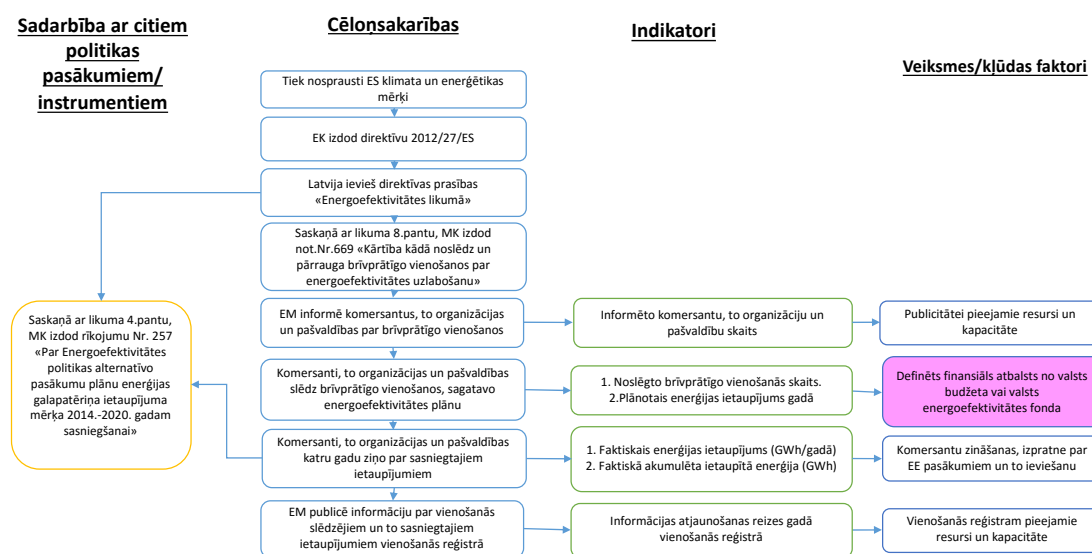 Sadarbība ar citiem
politikas
pasākumiem/
instrumentiem
Cēloņsakarības
Indikatori
Veiksmes/kļūdas faktori
Tiek nosprausti ES klimata un enerģētikas
mērķi
EK izdod direktīvu 2012/27/ES
Latvija ievieš direktīvas prasības
«Energoefektivitātes likumā»
Saskaņā ar likuma 8.pantu, MK izdod
not.Nr.669 «Kārtība kādā noslēdz un
pārrauga brīvprātīgo vienošanos par
energoefektivitātes uzlabošanu»
Saskaņā ar likuma 4.pantu,
MK izdod rīkojumu Nr. 257
«Par Energoefektivitātes
politikas alternatīvo
pasākumu plānu enerģijas
galapatēriņa ietaupījuma
mērķa 2014.-2020. gadam
sasniegšanai»
EM informē komersantus, to organizācijas
un pašvaldības par brīvprātīgo vienošanos
Informēto komersantu, to organizāciju un
pašvaldību skaits
Publicitātei pieejamie resursi un
kapacitāte
Komersanti, to organizācijas un pašvaldības
slēdz brīvprātīgo vienošanos, sagatavo
energoefektivitātes plānu
1. Noslēgto brīvprātīgo vienošanās skaits.
2.Plānotais enerģijas ietaupījums gadā
Definēts finansiāls atbalsts no valsts
budžeta vai valsts
energoefektivitātes fonda
Komersanti, to organizācijas un pašvaldības
katru gadu ziņo par sasniegtajiem
ietaupījumiem
1. Faktiskais enerģijas ietaupījums (GWh/gadā)
2. Faktiskā akumulēta ietaupītā enerģija (GWh)
Komersantu zināšanas, izpratne par
EE pasākumiem un to ieviešanu
EM publicē informāciju par vienošanās
slēdzējiem un to sasniegtajiem
ietaupījumiem vienošanās reģistrā
Informācijas atjaunošanas reizes gadā
vienošanās reģistrā
Vienošanās reģistram pieejamie
resursi un kapacitāte